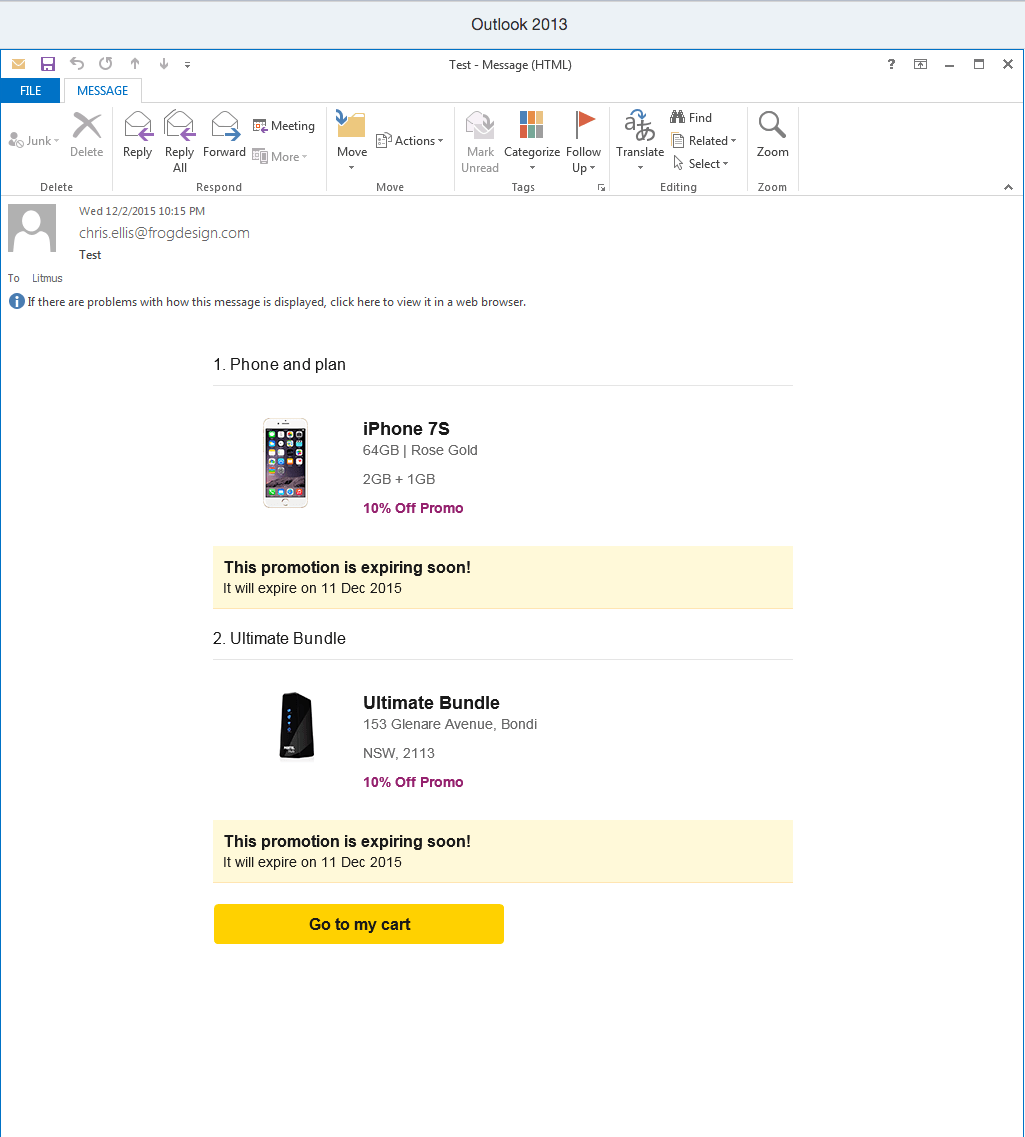 Outlook 2013
Test - Message (HTML)
?
FILE
MESSAGE
Junk
Delete
Reply
Reply
All
Forward
Meeting
More
Move
Actions
Mark
Unread
Categorize
Follow
Up
Translate
Find
Related
Select
Zoom
Delete
Respond
Move
Tags
Editing
Zoom
Wed 12/2/2015 10:15 PM
chris.ellis@frogdesign.com
Test
To Litmus
If there are problems with how this message is displayed, click here to view it in a web browser.
1. Phone and plan
iPhone 7S
64GB | Rose Gold
2GB + 1GB
10% Off Promo
This promotion is expiring soon!
It will expire on 11 Dec 2015
2. Ultimate Bundle
Ultimate Bundle
153 Glenare Avenue, Bondi
NSW, 2113
10% Off Promo
This promotion is expiring soon!
It will expire on 11 Dec 2015
Go to my cart